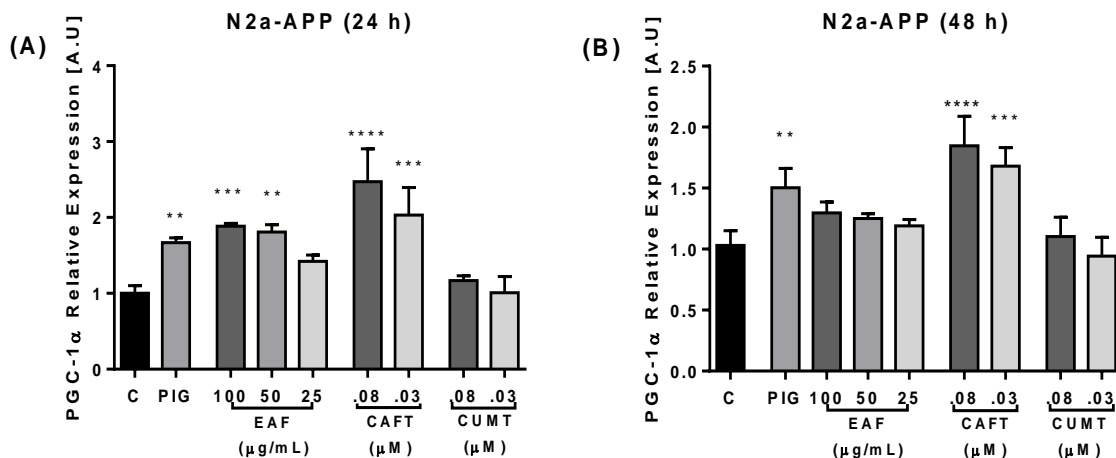 (A)
N2a-APP (24 h)
PGC-1α Relative Expression [A.U]
4
3
2
1
0
**
***
**
****
***
C PIG 100 50 25 .08 .03 .08 .03
EAF CAFT CUMT
(μg/mL) (μM) (μM)
(B)
N2a-APP (48 h)
PGC-1α Relative Expression [A.U]
2.5
2.0
1.5
1.0
0.5
0.0
**
****
***
C PIG 100 50 25 .08 .03 .08 .03
EAF CAFT CUMT
(μg/mL) (μM) (μM)